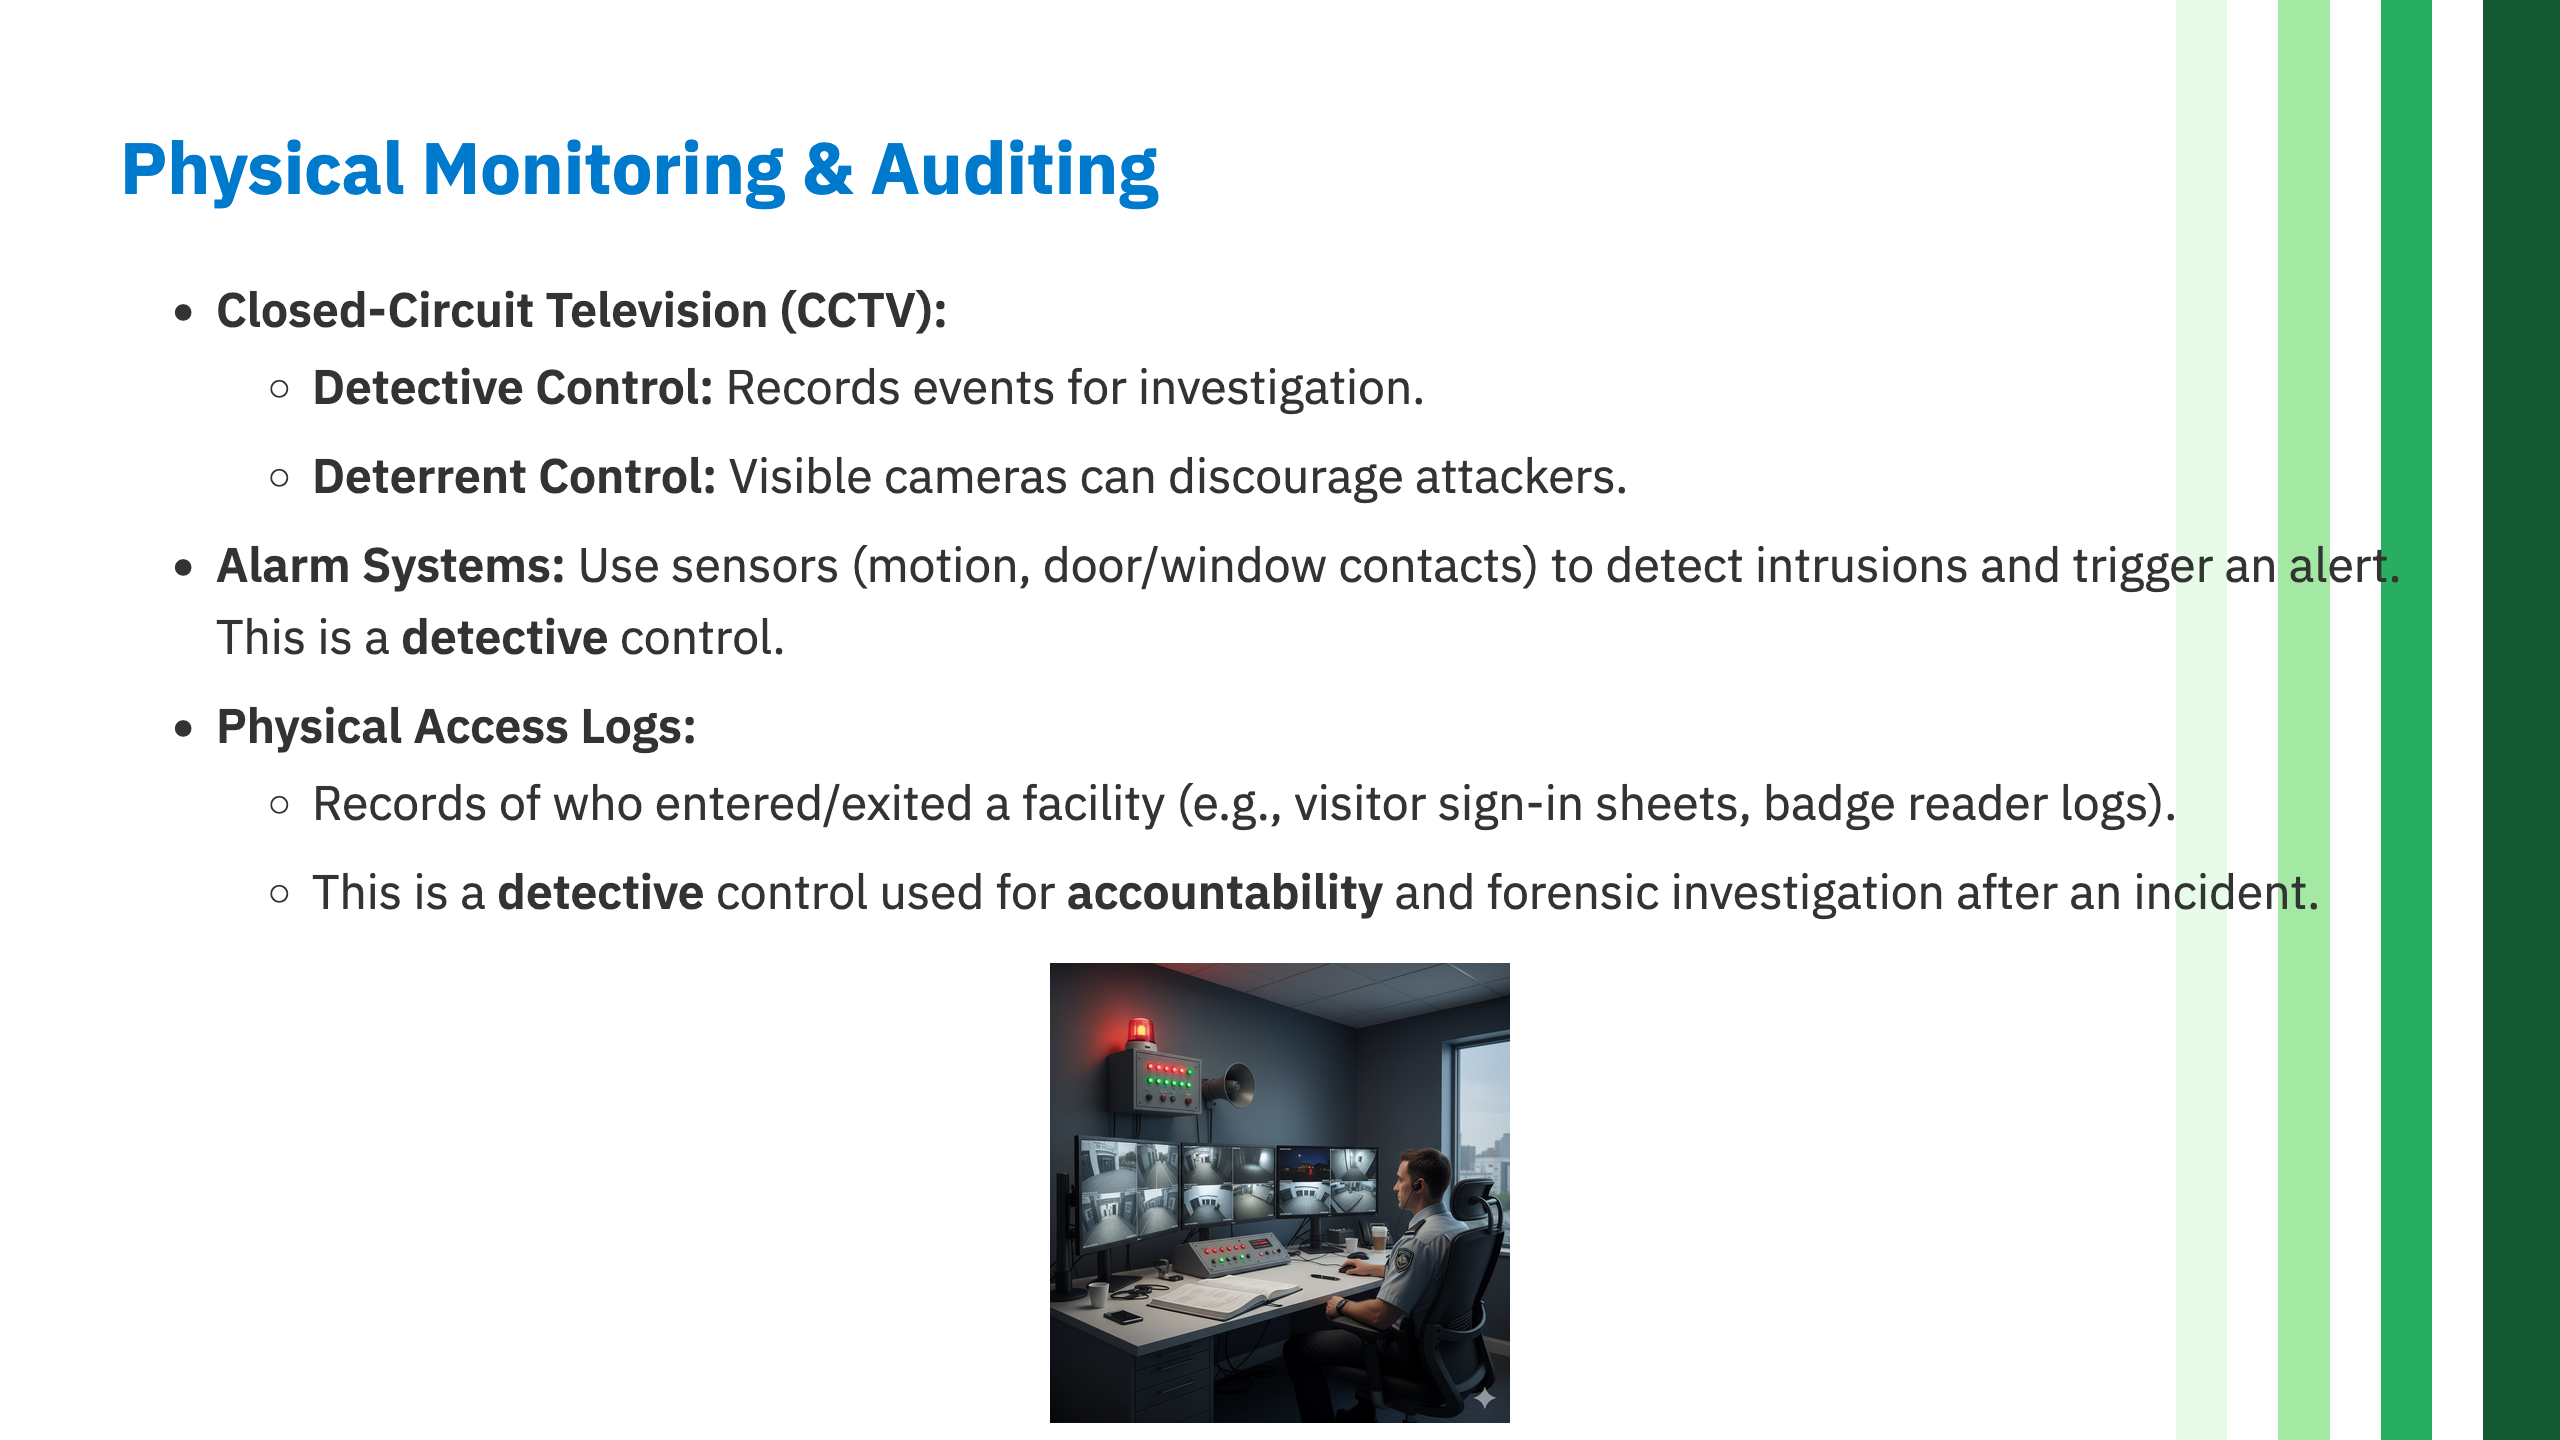 Physical Monitoring & Auditing
• Closed-Circuit Television (CCTV):
○ Detective Control: Records events for investigation.
○ Deterrent Control: Visible cameras can discourage attackers.
• Alarm Systems: Use sensors (motion, door/window contacts) to detect intrusions and trigger an alert.
This is a detective control.
• Physical Access Logs:
○ Records of who entered/exited a facility (e.g., visitor sign-in sheets, badge reader logs).
○ This is a detective control used for accountability and forensic investigation after an incident.